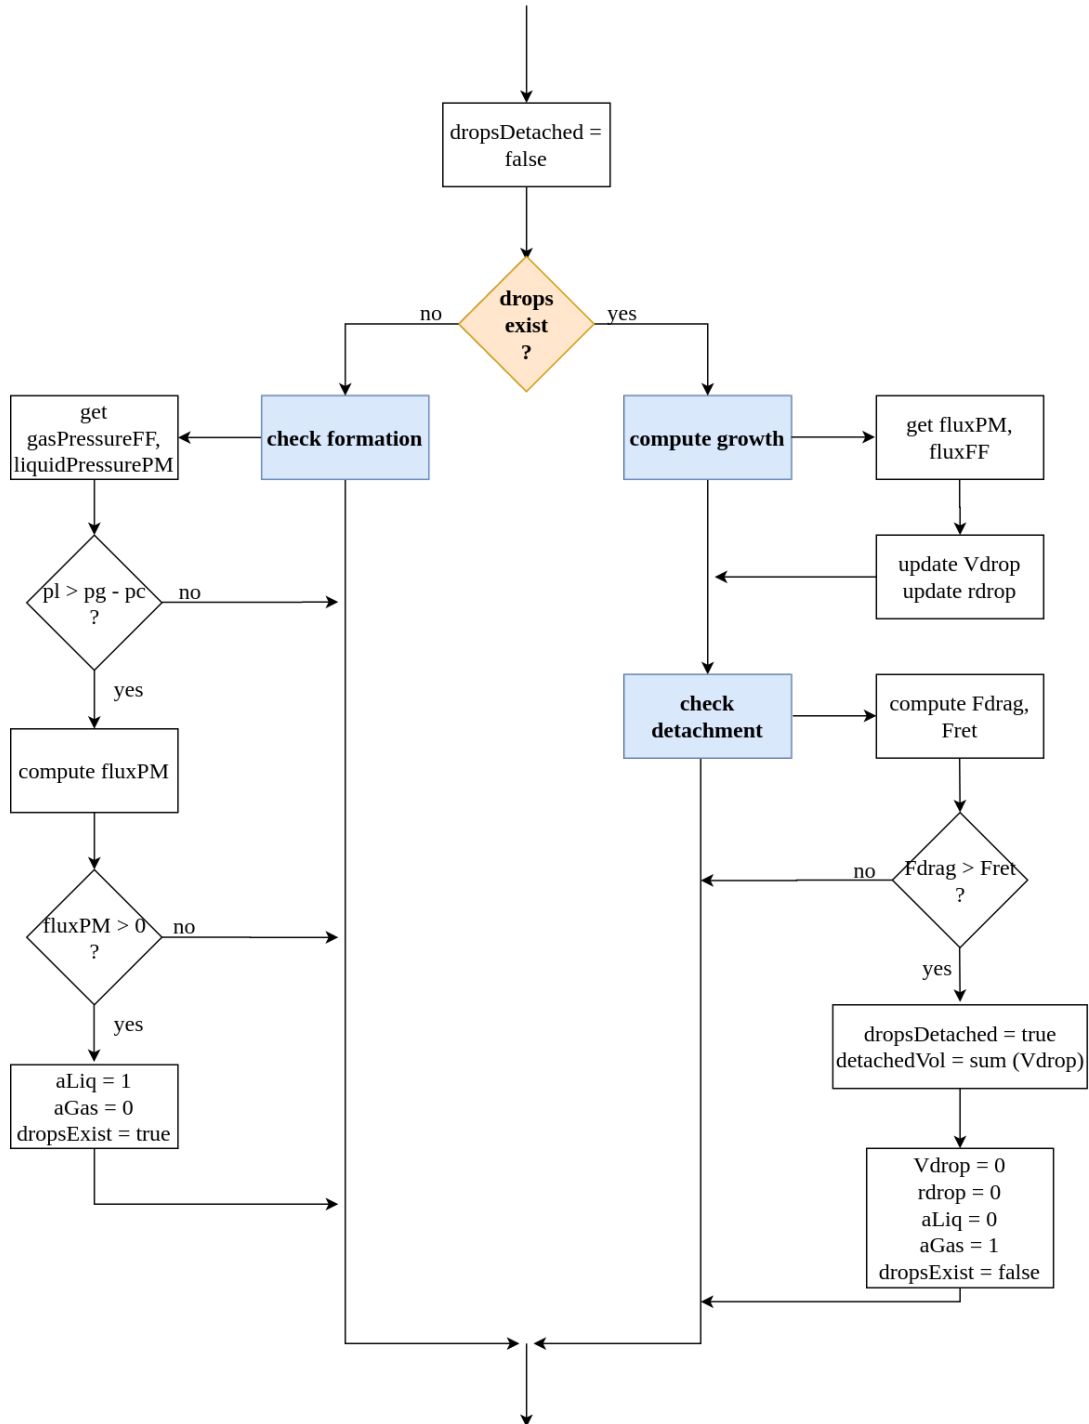 dropsDetached =
false
drops
exist
?
no
yes
check formation
get
gasPressureFF,
liquidPressurePM
pl > pg - pc
?
no
yes
compute fluxPM
fluxPM > 0
?
no
yes
aLiq = 1
aGas = 0
dropsExist = true
compute growth
get fluxPM,
fluxFF
update Vdrop
update rdrop
check
detachment
compute Fdrag,
Fret
Fdrag > Fret
?
no
yes
dropsDetached = true
detachedVol = sum (Vdrop)
Vdrop = 0
rdrop = 0
aLiq = 0
aGas = 1
dropsExist = false